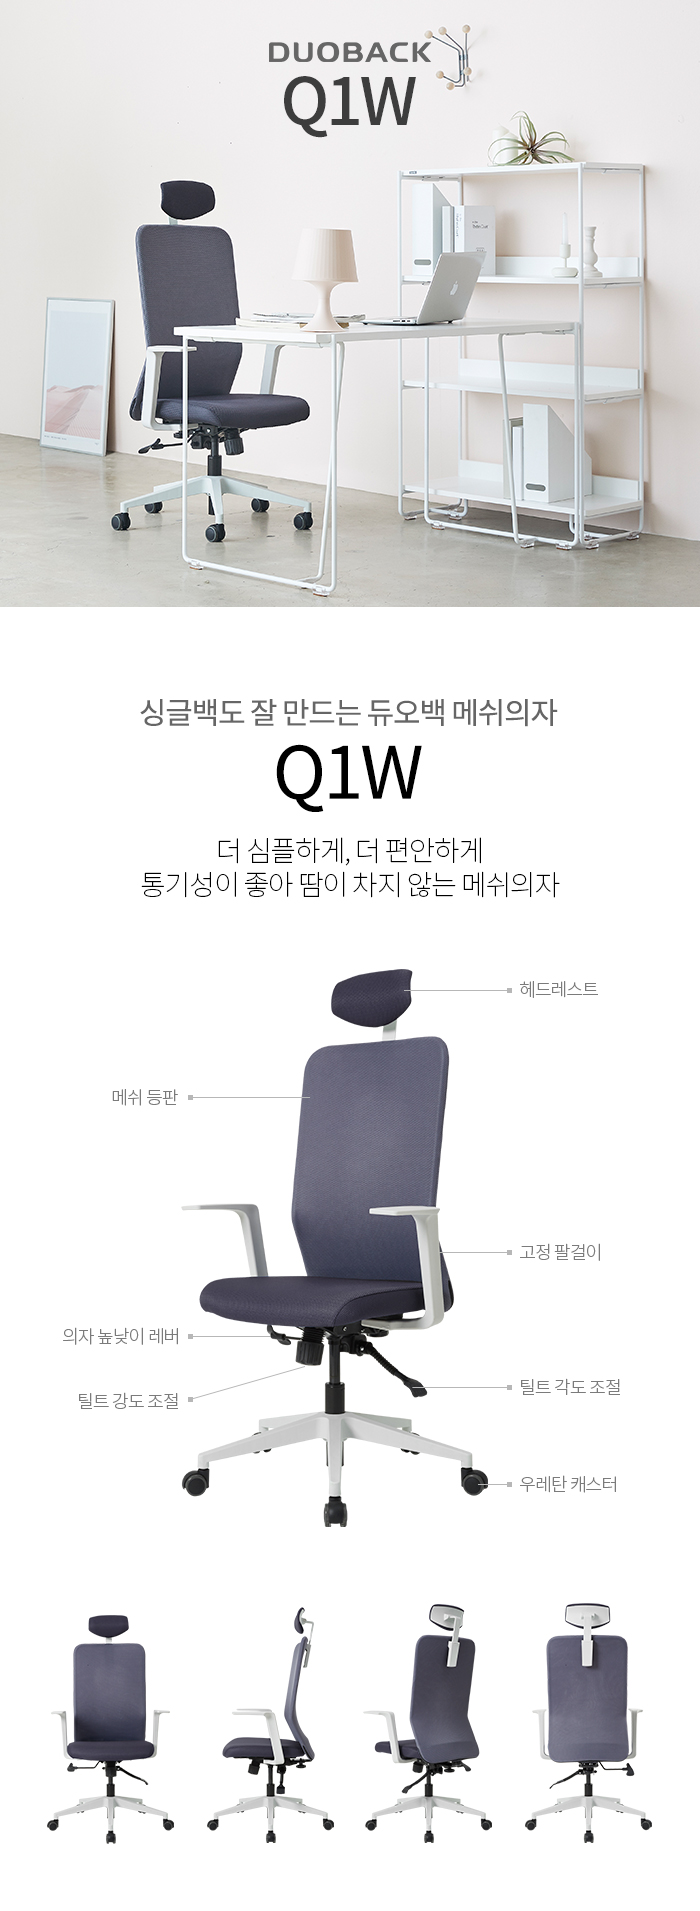 DUOBACK
Q1W
싱글백도 잘 만드는 듀오백 메쉬의자
Q1W
더 심플하게, 더 편안하게
통기성이 좋아 땀이 차지 않는 메쉬의자
헤드레스트
메쉬 등판
고정 팔걸이
의자 높낮이 레버
틸트 강도 조절
틸트 각도 조절
우레탄 캐스터